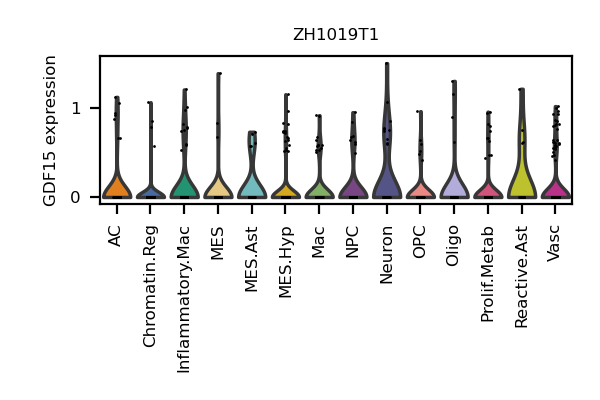 ZH1019T1
GDF15 expression
1
0
AC
Chromatin.Reg
Inflammatory.Mac
MES
MES.Ast
MES.Hyp
Mac
NPC
Neuron
OPC
Oligo
Prolif.Metab
Reactive.Ast
Vasc